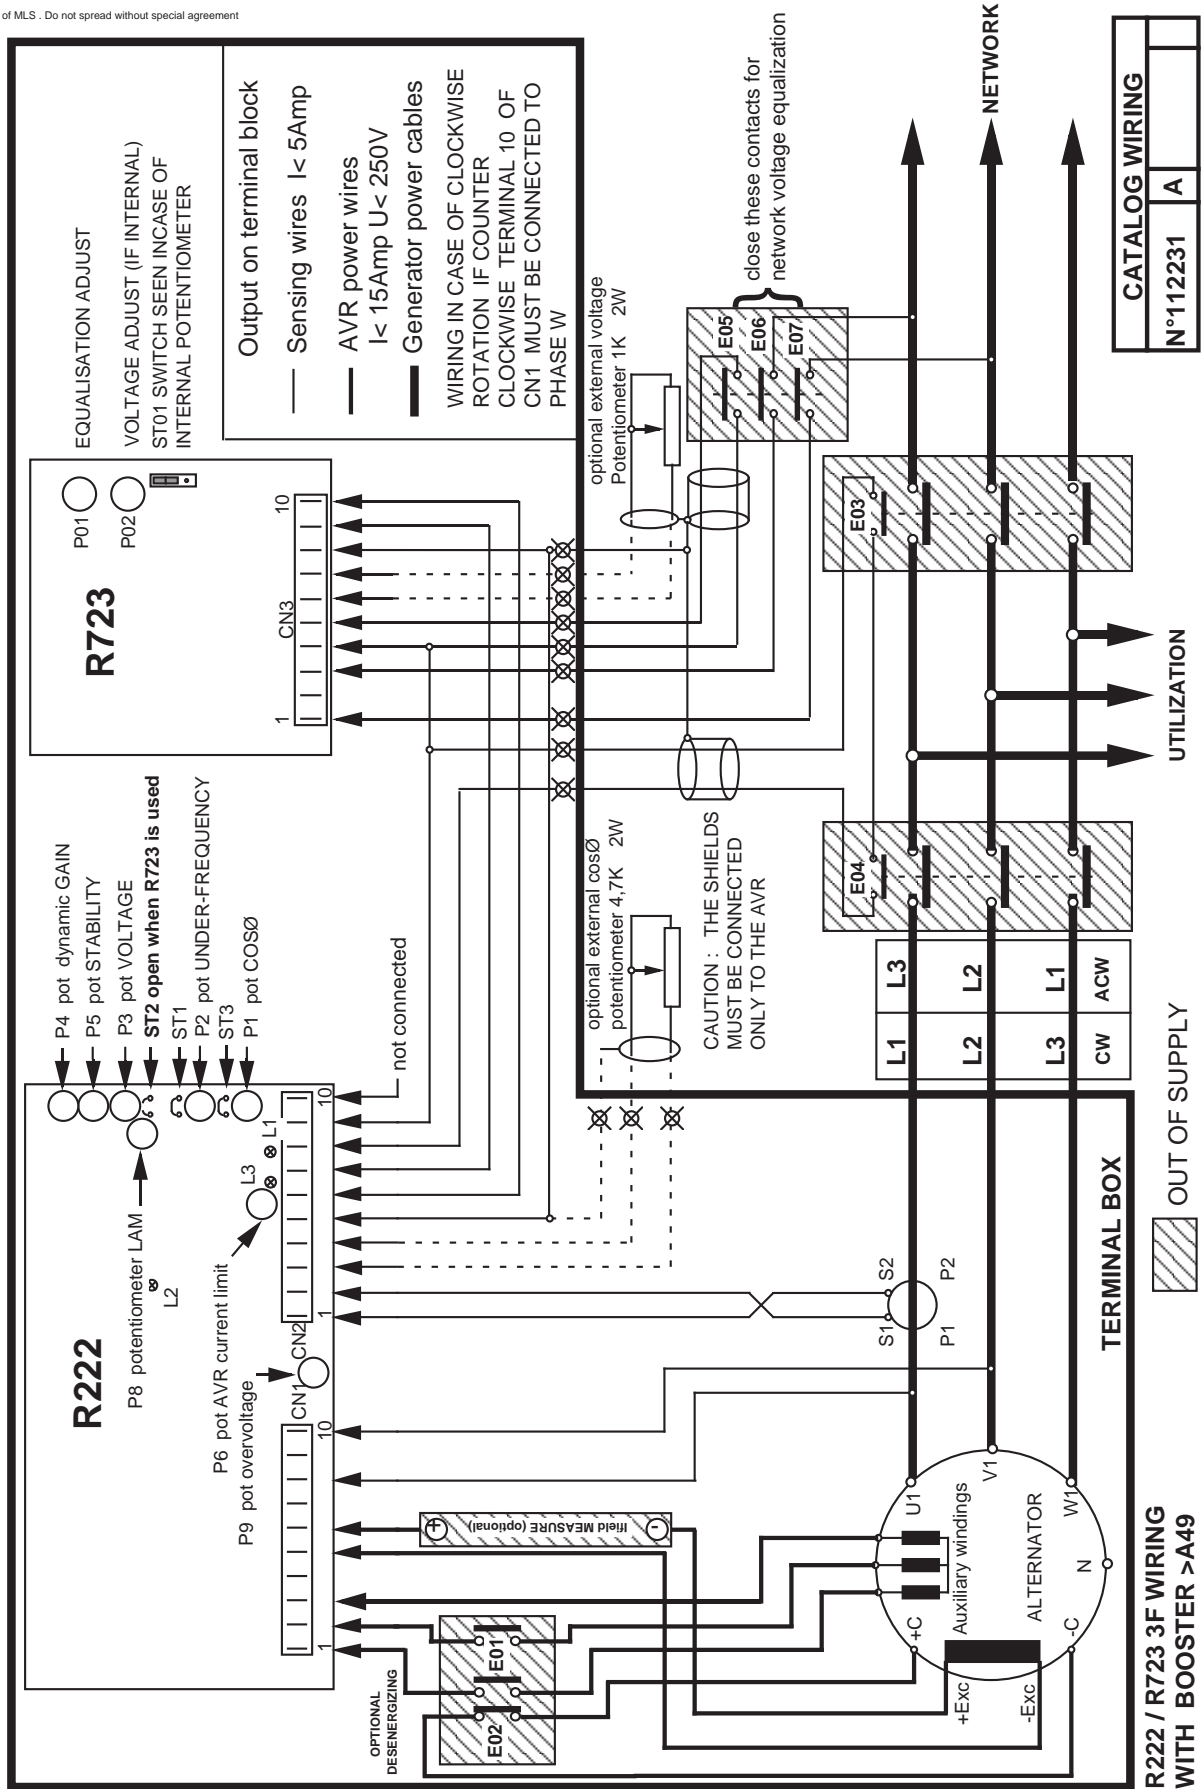 of MLS . Do not spread without special agreement
R222
P8 potentiometer LAM
L2
P6 pot AVR current limit
P9 pot overvoltage
CN1
CN2
1
10
1
10
L3
L1
P4 pot dynamic GAIN
P5 pot STABILITY
P3 pot VOLTAGE
ST2 open when R723 is used
ST1
P2 pot UNDER-FREQUENCY
ST3
P1 pot COSØ
not connected
R723
CN3
1
10
P01
P02
EQUALISATION ADJUST
VOLTAGE ADJUST (IF INTERNAL)
ST01 SWITCH SEEN INCASE OF
INTERNAL POTENTIOMETER
Output on terminal block
Sensing wires I< 5Amp
AVR power wires
I< 15Amp U< 250V
Generator power cables
WIRING IN CASE OF CLOCKWISE
ROTATION IF COUNTER
CLOCKWISE TERMINAL 10 OF
CN1 MUST BE CONNECTED TO
PHASE W
OPTIONAL
DESENERGIZING
E01
E02
+
Ifield MEASURE (optional)
-
optional external cosØ
potentiometer 4,7K 2W
CAUTION : THE SHIELDS
MUST BE CONNECTED
ONLY TO THE AVR
optional external voltage
Potentiometer 1K 2W
E05
E06
E07
close these contacts for
network voltage equalization
E04
E03
S1
S2
P1
P2
L1
L3
L2
L2
L3
L1
CW
ACW
+C
-C
+Exc
-Exc
Auxiliary windings
ALTERNATOR
U1
V1
W1
N
TERMINAL BOX
UTILIZATION
NETWORK
OUT OF SUPPLY
R222 / R723 3F WIRING
WITH BOOSTER >A49
CATALOG WIRING
N°112231
A